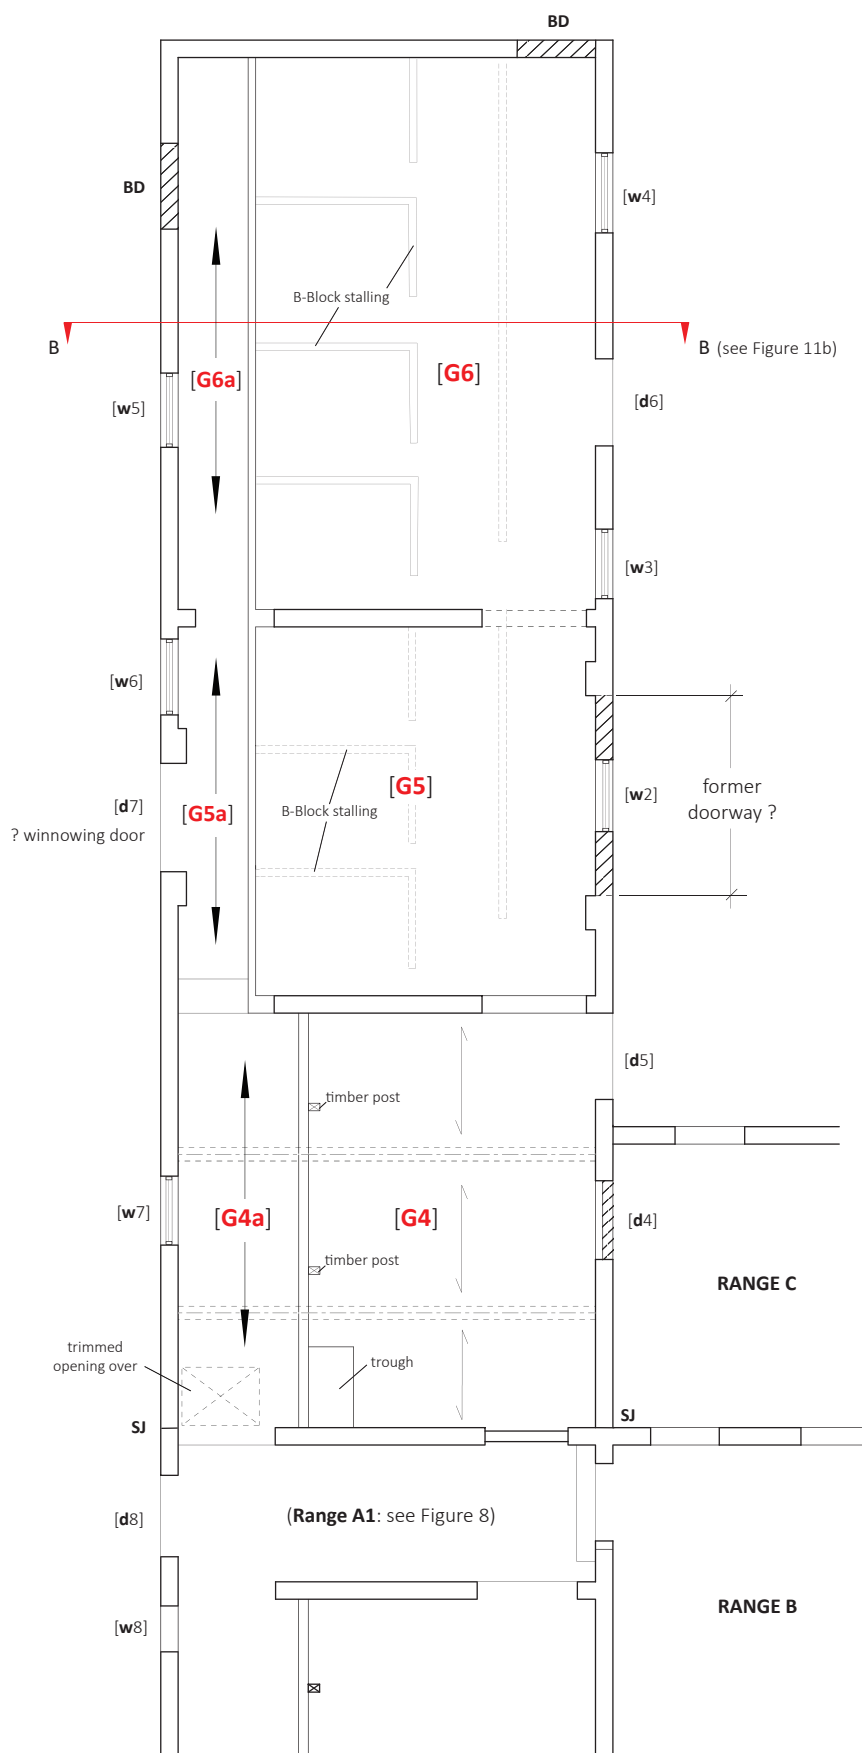 BD
BD
[w4]
B-Block stalling
B
B (see Figure 11b)
[G6a]
[G6]
[w5]
[d6]
[w3]
[w6]
[G5]
[w2]
former
doorway ?
[d7]
? winnowing door
[G5a]
B-Block stalling
[d5]
timber post
[w7]
[G4a]
[G4]
[d4]
timber post
RANGE C
trimmed
opening over
trough
SJ
SJ
[d8]
(Range A1: see Figure 8)
[w8]
RANGE B